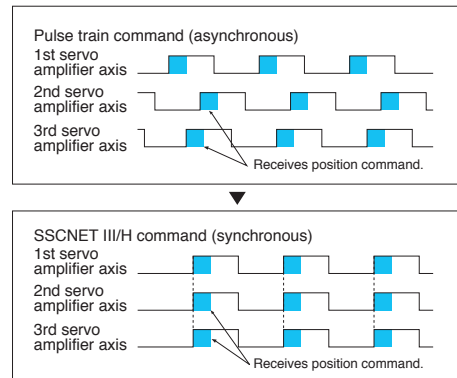 Pulse train command (asynchronous)
1st servo
amplifier axis
2nd servo
amplifier axis
3rd servo
amplifier axis
Receives position command.
SSCNET III/H command (synchronous)
1st servo
amplifier axis
2nd servo
amplifier axis
3rd servo
amplifier axis
Receives position command.